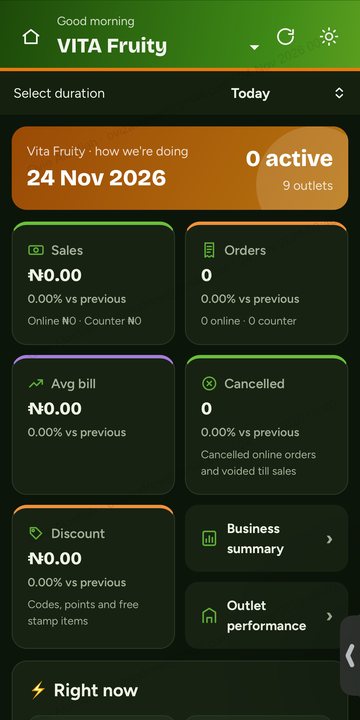 Good morning
VITA Fruity
Select duration
Today
Vita Fruity · how we're doing
24 Nov 2026
0 active
9 outlets
Sales
₦0.00
0.00% vs previous
Online ₦0 · Counter ₦0
Orders
0
0.00% vs previous
0 online · 0 counter
Avg bill
₦0.00
0.00% vs previous
Cancelled
0
0.00% vs previous
Cancelled online orders
and voided till sales
Discount
₦0.00
0.00% vs previous
Codes, points and free
stamp items
Business
summary
Outlet
performance
⚡ Right now